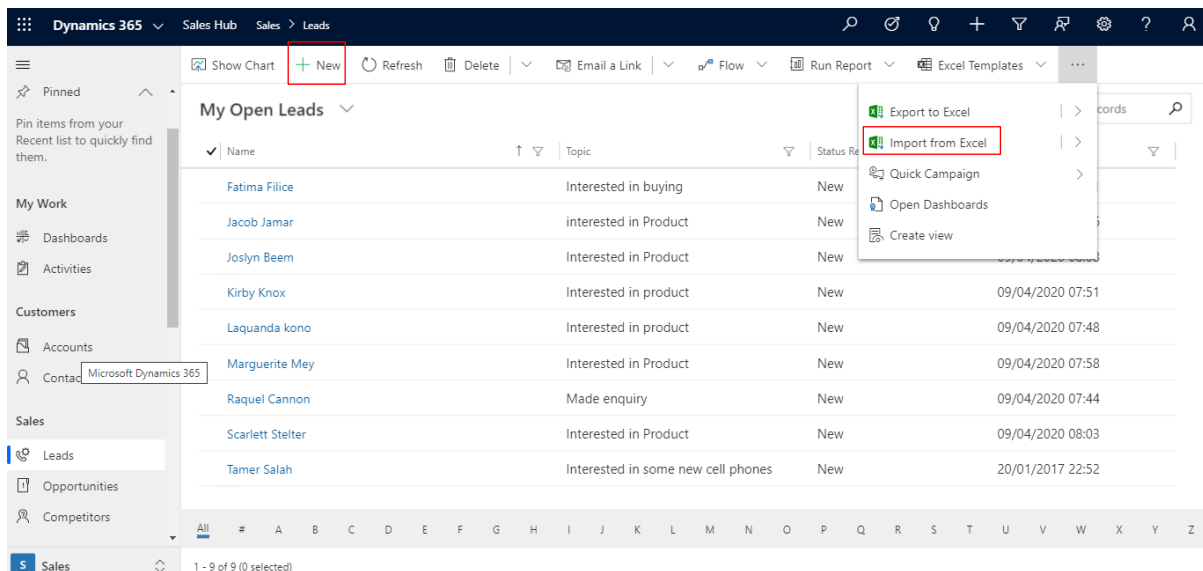 Dynamics 365 Sales Hub Sales > Leads
Show Chart New Refresh Delete Email a Link Flow Run Report Excel Templates ...
Pinned
Pin items from your
Recent list to quickly find
them.
My Work
Dashboards
Activities
Customers
Accounts
Microsoft Dynamics 365
Sales
Leads
Opportunities
Competitors
S Sales
My Open Leads
Name Topic
Fatima Filice Interested in buying New
Jacob Jamar interested in Product New
Joslyn Beem Interested in Product New
Kirby Knox Interested in product New 09/04/2020 07:51
Laquanda kono Interested in product New 09/04/2020 07:48
Marguerite Mey Interested in Product New 09/04/2020 07:58
Raquel Cannon Made enquiry New 09/04/2020 07:44
Scarlett Stelter Interested in Product New 09/04/2020 08:03
Tamer Salah Interested in some new cell phones New 20/01/2017 22:52
Export to Excel
Import from Excel
Quick Campaign
Open Dashboards
Create view
All # A B C D E F G H I J K L M N O P Q R S T U V W X Y Z
1 - 9 of 9 (0 selected)